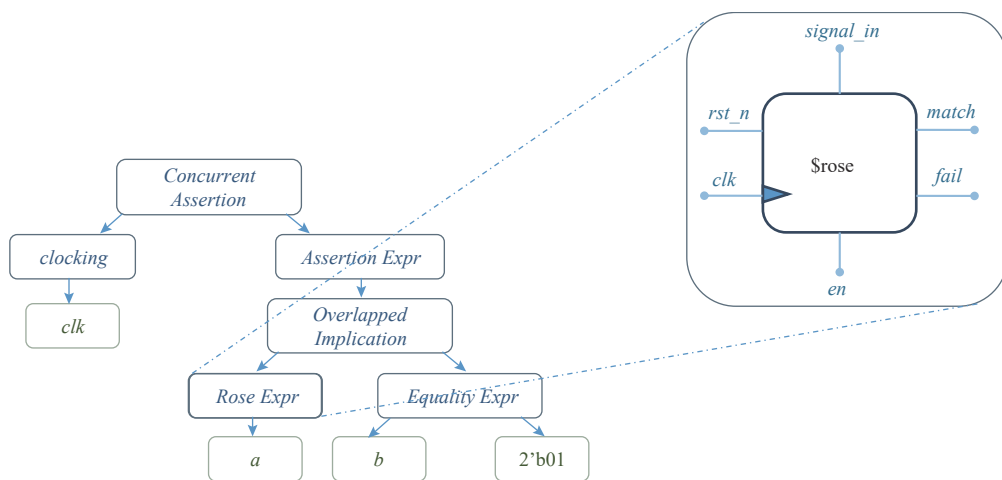 signal_in
rst_n
match
$rose
clk
fail
en
Concurrent
Assertion
clocking
Assertion Expr
clk
Overlapped
Implication
Rose Expr
Equality Expr
a
b
2’b01